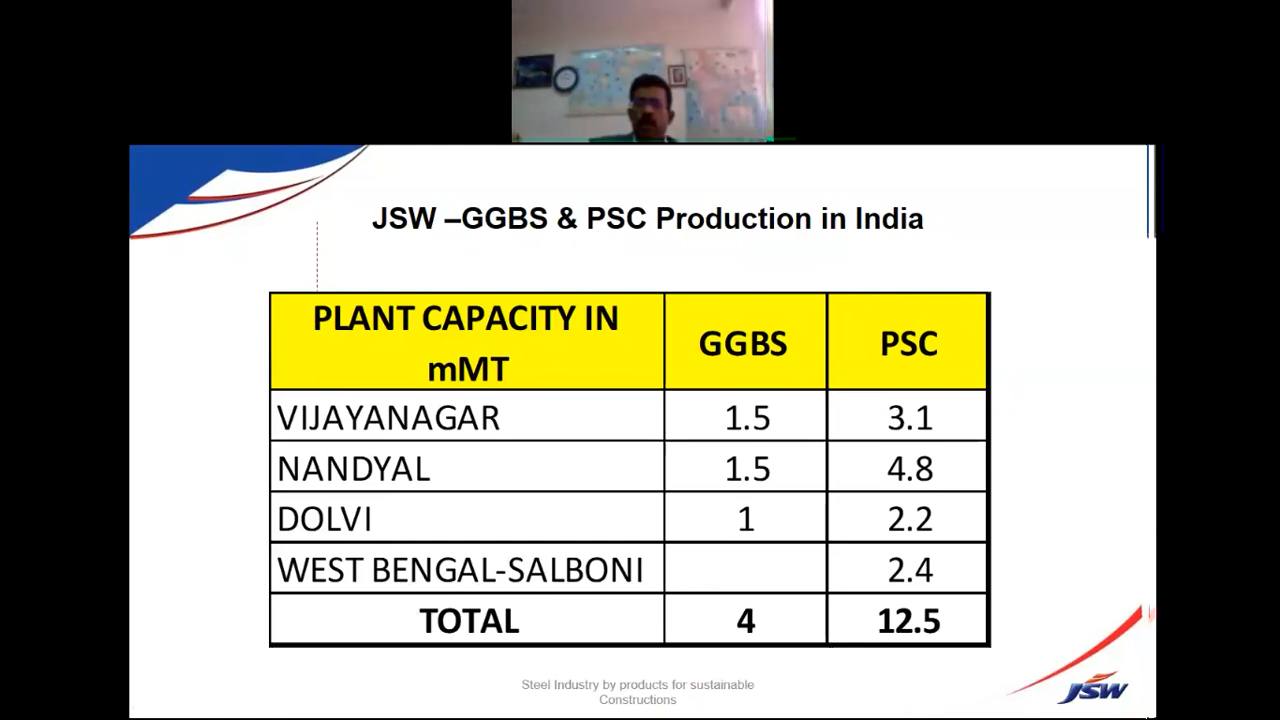 JSW –GGBS & PSC Production in India
PLANT CAPACITY IN
mMT
GGBS
PSC
VIJAYANAGAR
1.5
3.1
NANDYAL
1.5
4.8
DOLVI
1
2.2
WEST BENGAL-SALBONI
2.4
TOTAL
4
12.5
Steel Industry by products for sustainable
Constructions
JSW